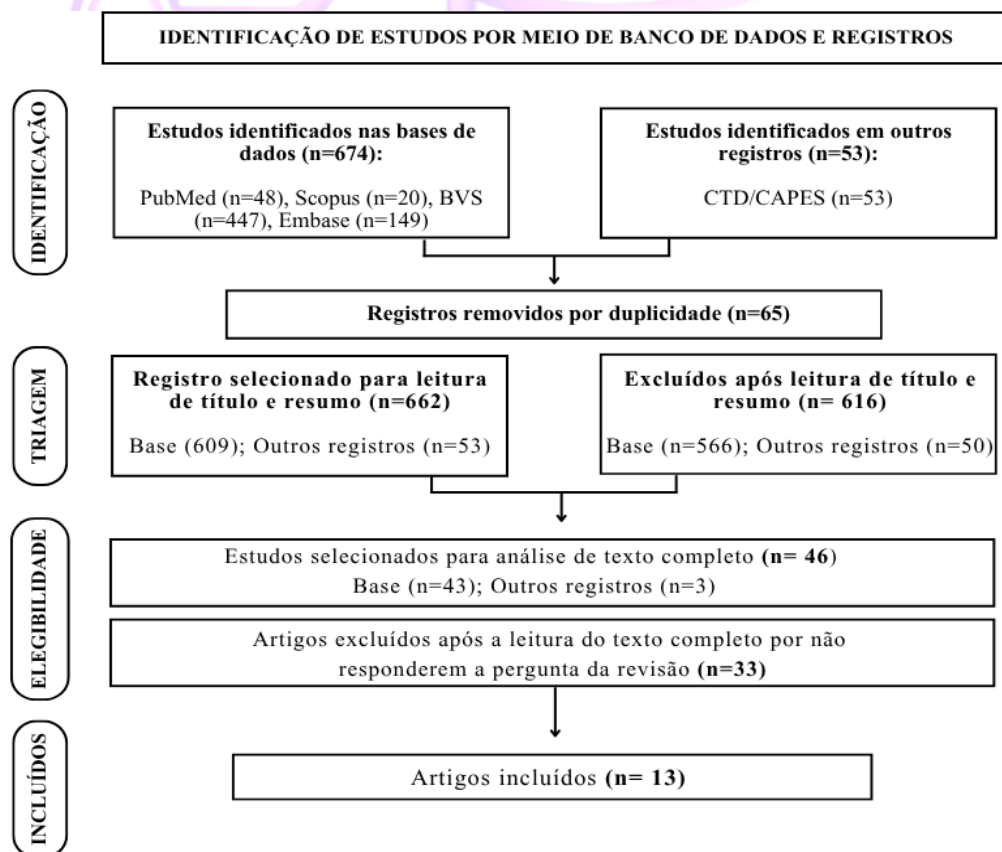 IDENTIFICAÇÃO DE ESTUDOS POR MEIO DE BANCO DE DADOS E REGISTROS
IDENTIFICAÇÃO
Estudos identificados nas bases de
dados (n=674):
PubMed (n=48), Scopus (n=20), BVS
(n=447), Embase (n=149)
Estudos identificados em outros
registros (n=53):
CTD/CAPES (n=53)
Registros removidos por duplicidade (n=65)
TRIAGEM
Registro selecionado para leitura
de título e resumo (n=662)
Base (609); Outros registros (n=53)
Excluídos após leitura de título e
resumo (n= 616)
Base (n=566); Outros registros (n=50)
ELEGIBILIDADE
Estudos selecionados para análise de texto completo (n= 46)
Base (n=43); Outros registros (n=3)
Artigos excluídos após a leitura do texto completo por não
responderem a pergunta da revisão (n=33)
INCLUÍDOS
Artigos incluídos (n= 13)